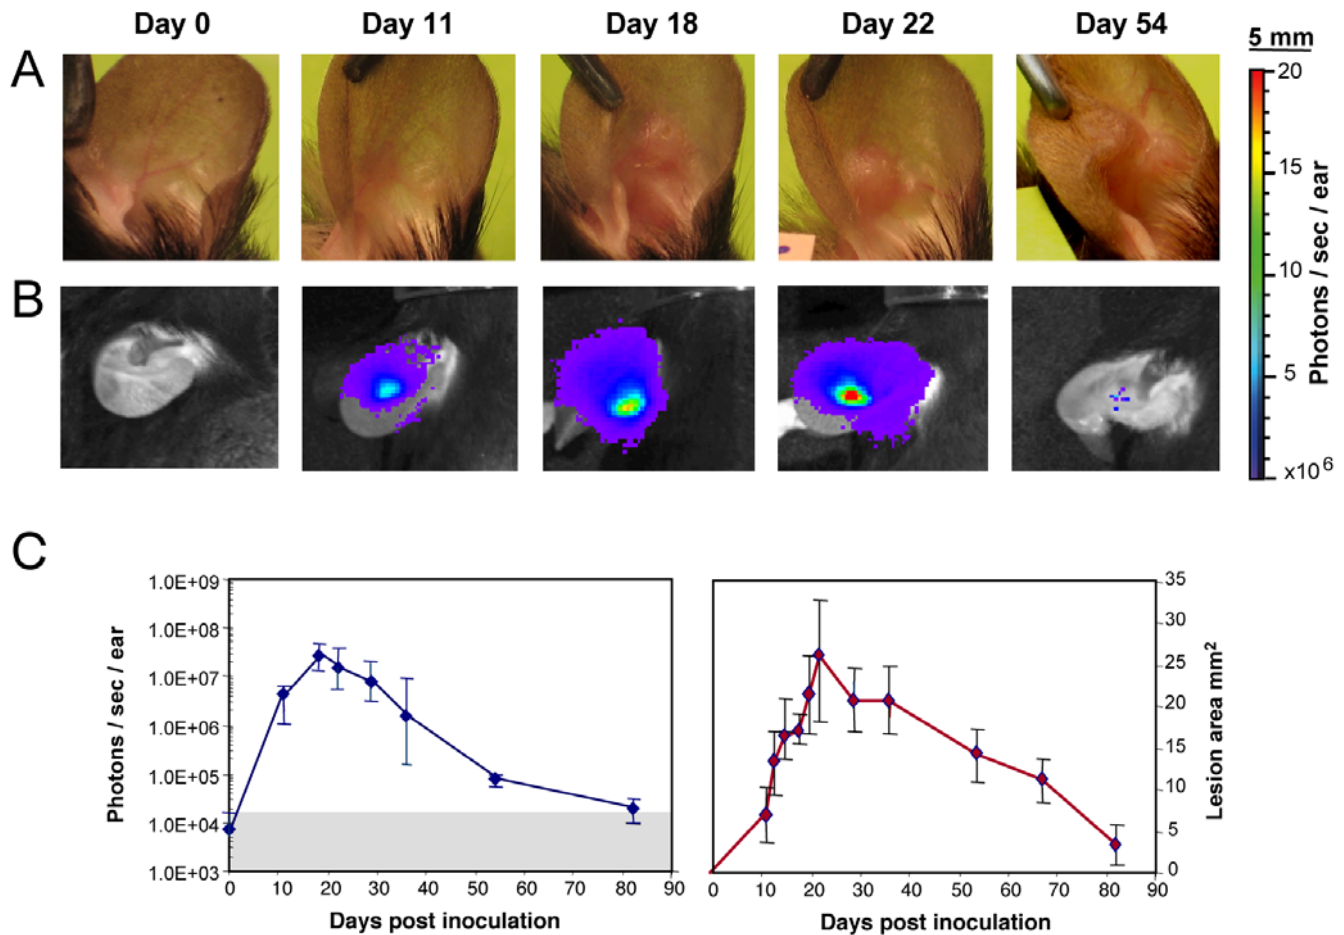 Day 0 Day 11 Day 18 Day 22 Day 54
5 mm
A
B
20
15
10
5
x10⁶
Photons / sec / ear
C
1.0E+09
1.0E+08
1.0E+07
1.0E+06
1.0E+05
1.0E+04
1.0E+03
Photons / sec / ear
0 10 20 30 40 50 60 70 80 90
Days post inoculation
35
30
25
20
15
10
5
0
Lesion area mm²
0 10 20 30 40 50 60 70 80 90
Days post inoculation